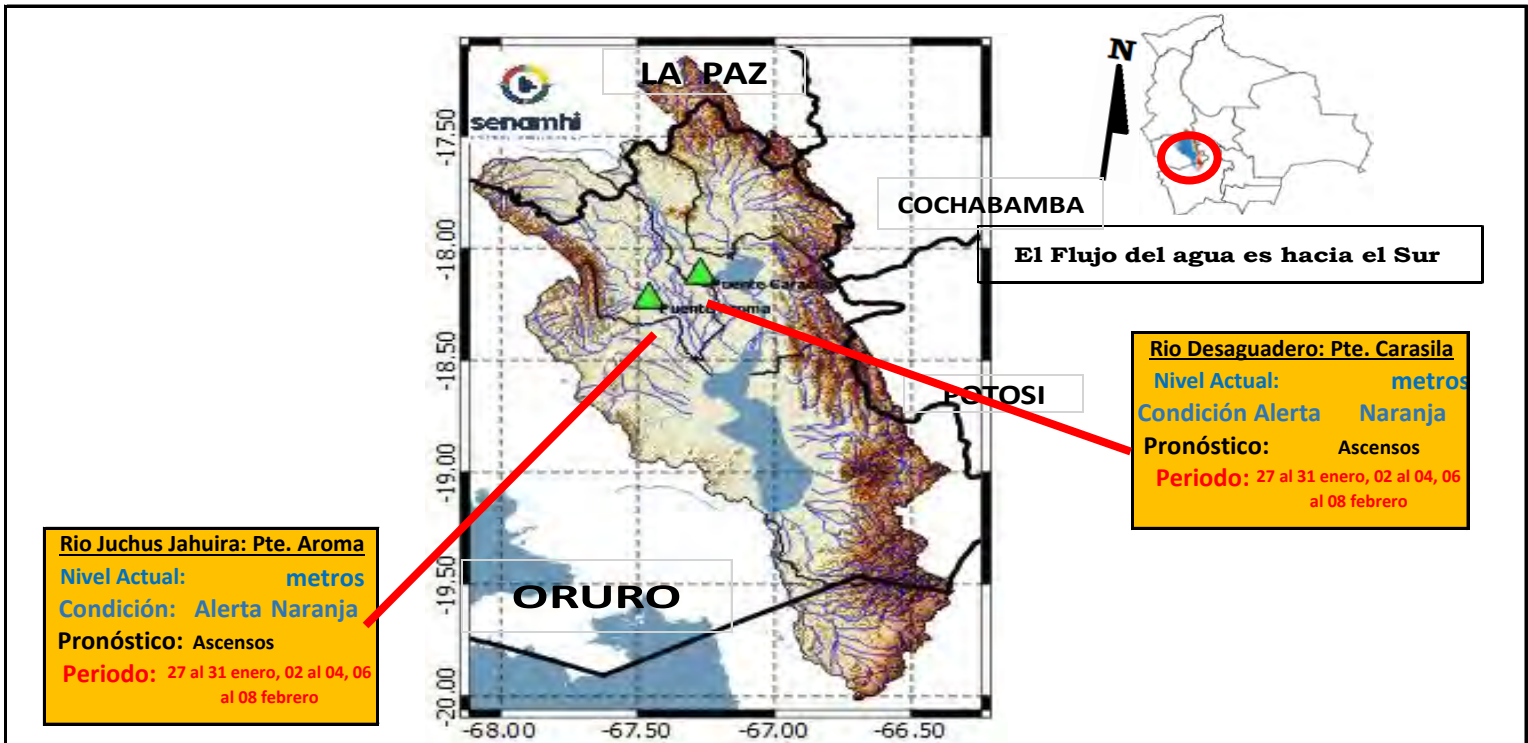 LA PAZ
senamhi
N
COCHABAMBA
El Flujo del agua es hacia el Sur
Puente Aroma
POTOSI
ORURO
Rio Desaguadero: Pte. Carasila
Nivel Actual: metros
Condición Alerta Naranja
Pronóstico: Ascensos
Periodo: 27 al 31 enero, 02 al 04, 06
al 08 febrero
Rio Juchus Jahuira: Pte. Aroma
Nivel Actual: metros
Condición: Alerta Naranja
Pronóstico: Ascensos
Periodo: 27 al 31 enero, 02 al 04, 06
al 08 febrero
-17.50
-18.00
-18.50
-19.00
-19.50
-20.00
-68.00 -67.50 -67.00 -66.50